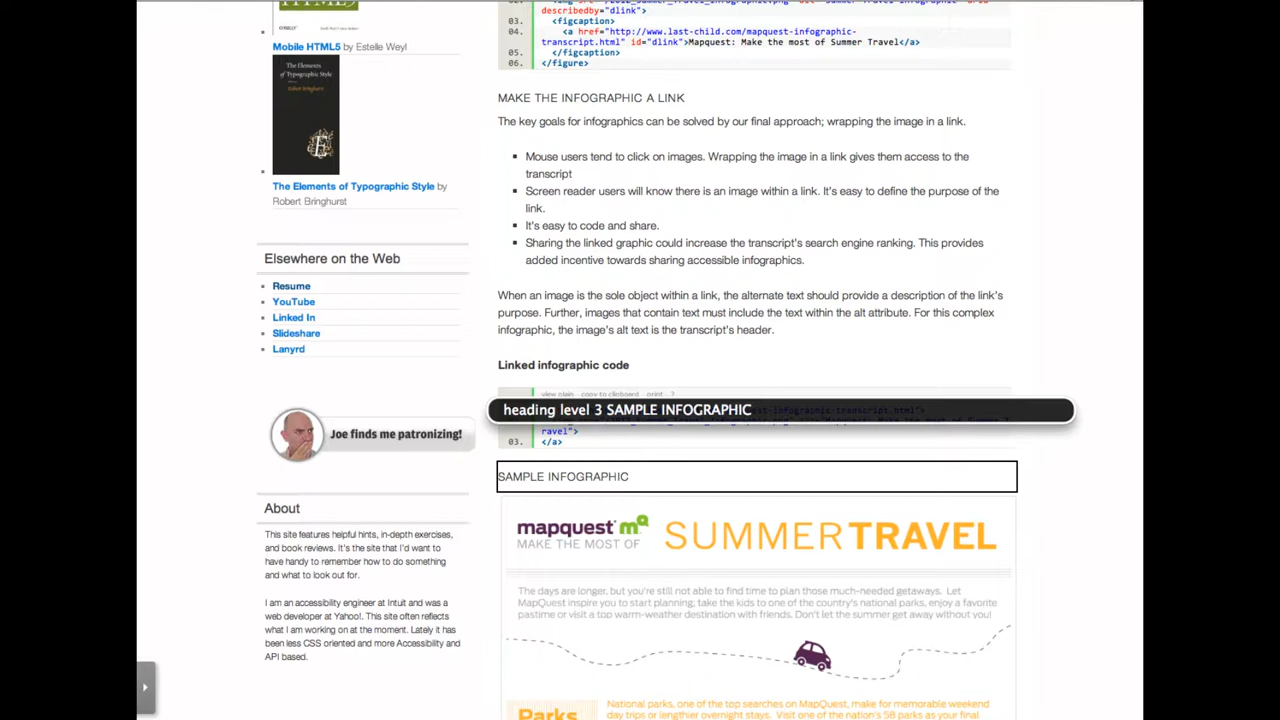 HTML5
O'REILLY
Mobile HTML5 by Estelle Weyl
The Elements
of Typographic Style
Robert Bringhurst
E
The Elements of Typographic Style by
Robert Bringhurst
Elsewhere on the Web
Resume
YouTube
Linked In
Slideshare
Lanyrd
Joe finds me patronizing!
About
This site features helpful hints, in-depth exercises,
and book reviews. It's the site that I'd want to
have handy to remember how to do something
and what to look out for.
I am an accessibility engineer at Intuit and was a
web developer at Yahoo!. This site often reflects
what I am working on at the moment. Lately it has
been less CSS oriented and more Accessibility and
API based.
describedby="dlink">
03. <figcaption>
04. <a href="http://www.last-child.com/mapquest-infographic-
transcript.html" id="dlink">Mapquest: Make the most of Summer Travel</a>
05. </figcaption>
06. </figure>
MAKE THE INFOGRAPHIC A LINK
The key goals for infographics can be solved by our final approach; wrapping the image in a link.
Mouse users tend to click on images. Wrapping the image in a link gives them access to the
transcript
Screen reader users will know there is an image within a link. It's easy to define the purpose of the
link.
It's easy to code and share.
Sharing the linked graphic could increase the transcript's search engine ranking. This provides
added incentive towards sharing accessible infographics.
When an image is the sole object within a link, the alternate text should provide a description of the link's
purpose. Further, images that contain text must include the text within the alt attribute. For this complex
infographic, the image's alt text is the transcript's header.
Linked infographic code
view plain copy to clipboard print ?
heading level 3 SAMPLE INFOGRAPHIC
ravel">
03. </a>
SAMPLE INFOGRAPHIC
mapquest m
MAKE THE MOST OF SUMMER TRAVEL
The days are longer, but you're still not able to find time to plan those much-needed getaways. Let
MapQuest inspire you to start planning; take the kids to one of the country's national parks, enjoy a favorite
pastime or visit a top warm-weather destination with friends. Don't let the summer get away without you!
Parks
National parks, one of the top searches on MapQuest, make for memorable weekend
day trips or lengthier overnight stays. Visit one of the nation's 58 parks as your final